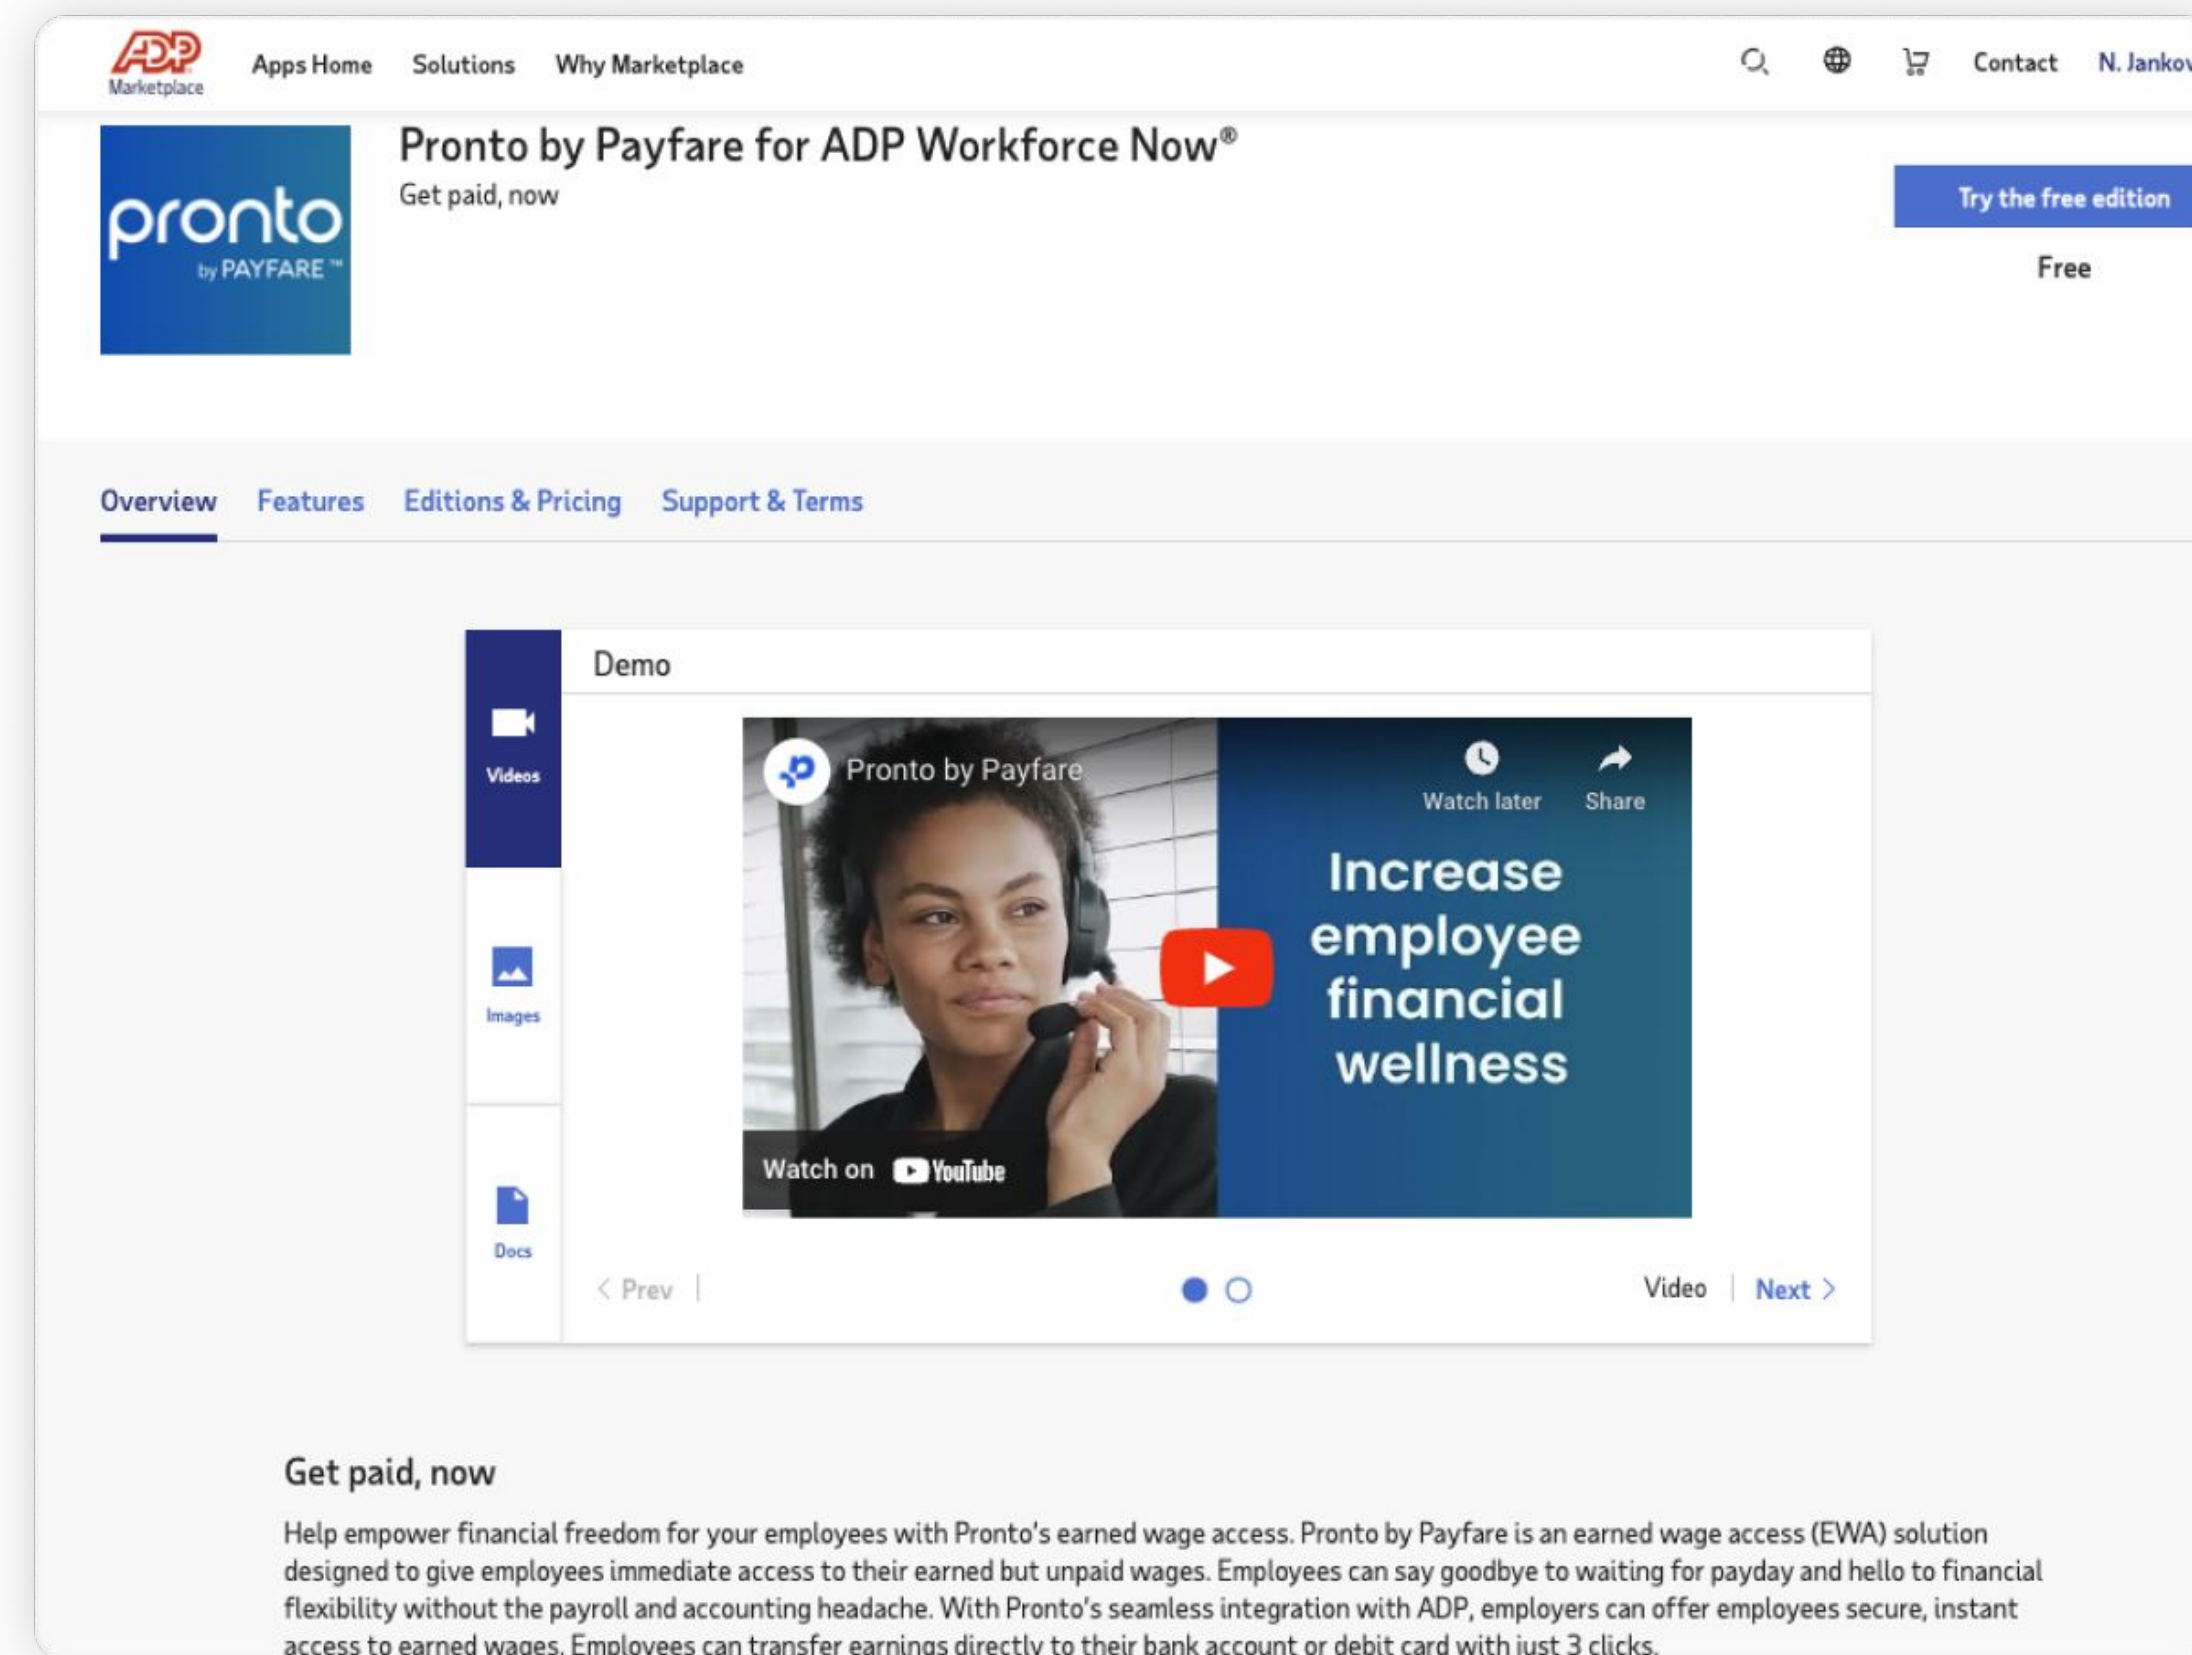 ADP
Marketplace
Apps Home Solutions Why Marketplace
Contact N. Jankov
pronto
by PAYFARE™
Pronto by Payfare for ADP Workforce Now®
Get paid, now
Try the free edition
Free
Overview Features Editions & Pricing Support & Terms
Videos
Images
Docs
Demo
Pronto by Payfare
Watch later Share
Increase
employee
financial
wellness
Watch on YouTube
< Prev |
Video | Next >
Get paid, now
Help empower financial freedom for your employees with Pronto's earned wage access. Pronto by Payfare is an earned wage access (EWA) solution
designed to give employees immediate access to their earned but unpaid wages. Employees can say goodbye to waiting for payday and hello to financial
flexibility without the payroll and accounting headache. With Pronto's seamless integration with ADP, employers can offer employees secure, instant
access to earned wages. Employees can transfer earnings directly to their bank account or debit card with just 3 clicks.